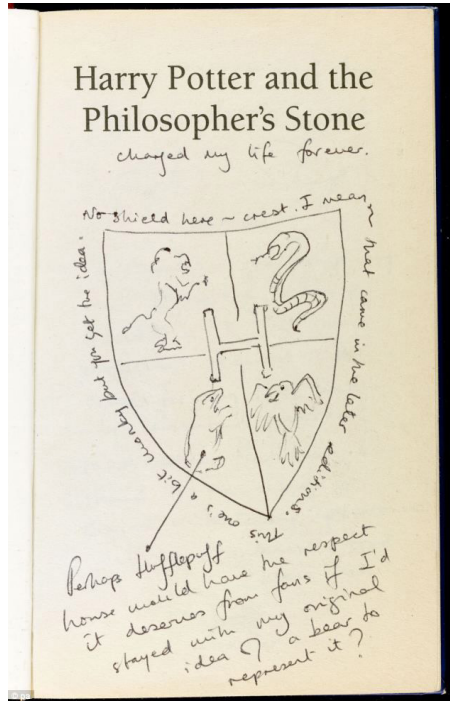 Harry Potter and the
Philosopher's Stone
changed my life forever.
No shield here ~ crest. I mean ~ that came in the later editions. This one's a bit wonky but you get the idea.
H
Perhaps Hufflepuff
house would have the respect
it deserves from fans if I'd
stayed with my original
idea of a bear to
represent it?